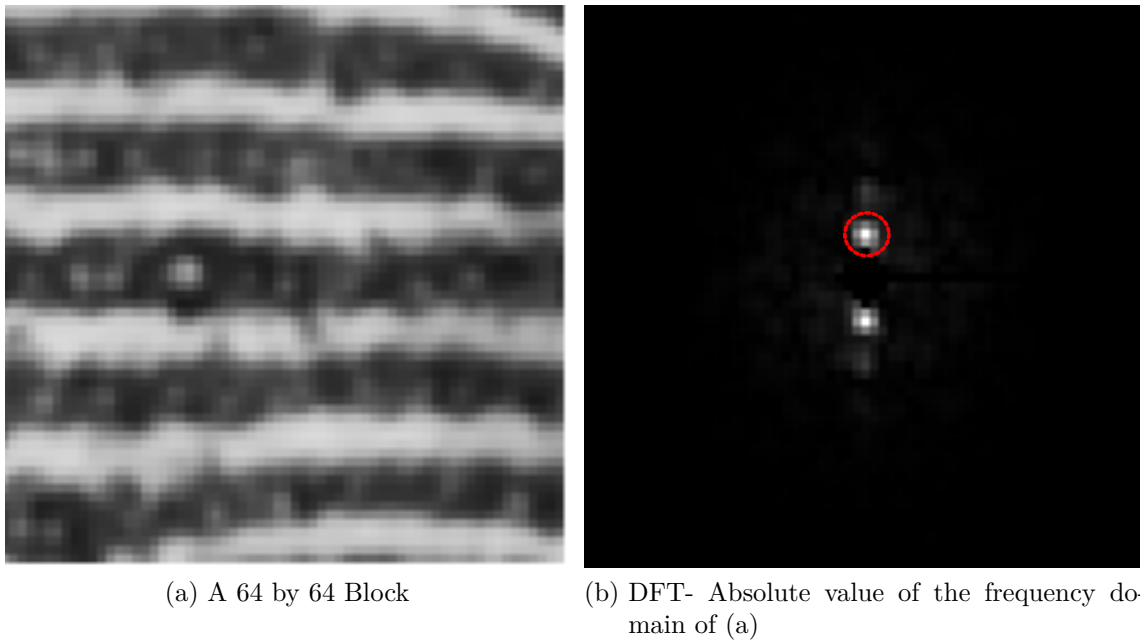 (a) A 64 by 64 Block
(b) DFT- Absolute value of the frequency do-
main of (a)